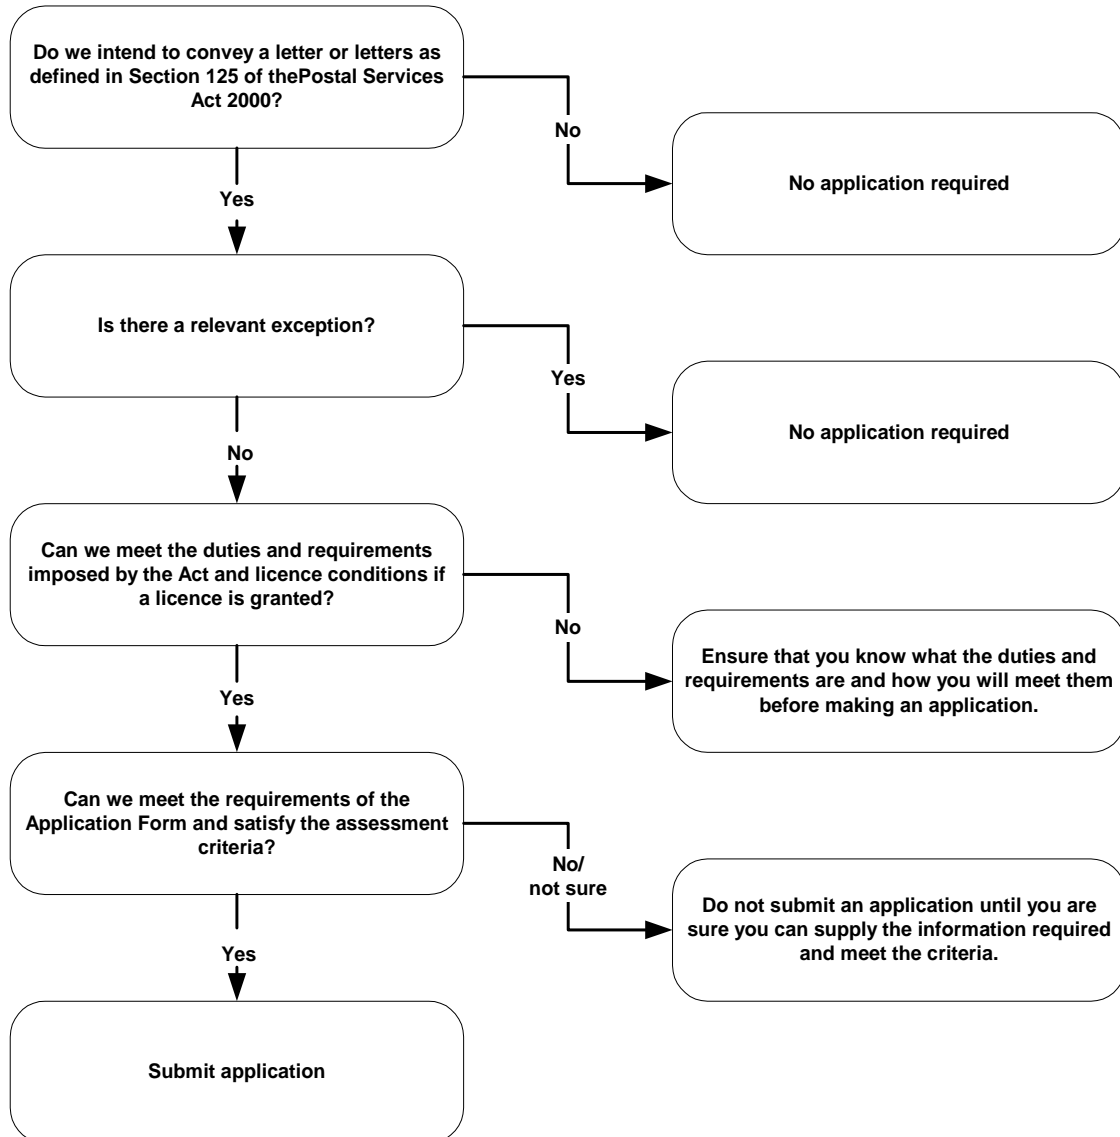 Do we intend to convey a letter or letters as
defined in Section 125 of thePostal Services
Act 2000?
No
No application required
Yes
Is there a relevant exception?
Yes
No application required
No
Can we meet the duties and requirements
imposed by the Act and licence conditions if
a licence is granted?
No
Ensure that you know what the duties and
requirements are and how you will meet them
before making an application.
Yes
Can we meet the requirements of the
Application Form and satisfy the assessment
criteria?
No/
not sure
Do not submit an application until you are
sure you can supply the information required
and meet the criteria.
Yes
Submit application